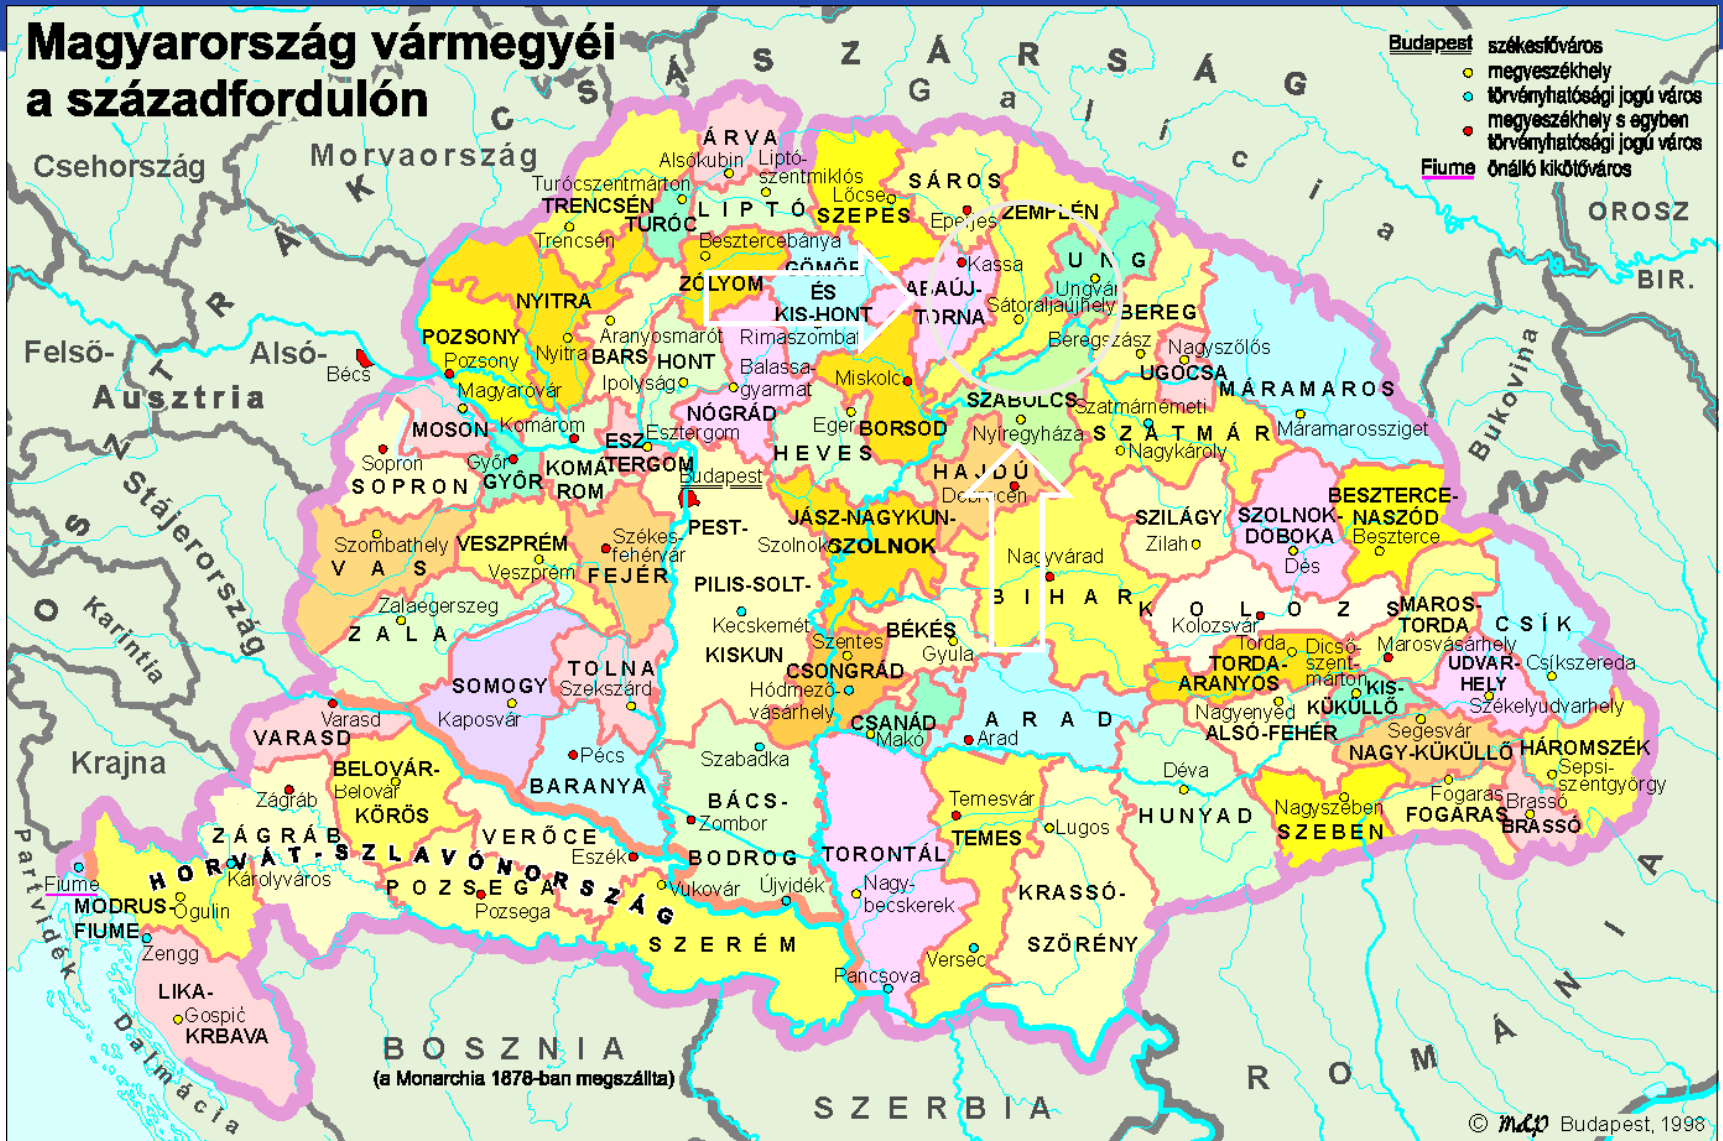 Magyarország vármegyéi
a századfordulón
Budapest székesfőváros
megyeszékhely
törvényhatósági jogú város
megyeszékhely s egyben
törvényhatósági jogú város
Fiume önálló kikötőváros
CSÁSZÁRSÁG
Galícia
Csehország
Morvaország
OROSZ
BIR.
Bukovina
OSZTRÁK
Felső-
Alsó-
Ausztria
Bécs
Stájerország
Karintia
Krajna
Partvidék
Dalmácia
BOSZNIA
(a Monarchia 1878-ban megszállta)
SZERBIA
ROMÁNIA
ÁRVA
Alsókubin
Liptó-
szentmiklós
Turócszentmárton
TRENCSÉN
TURÓC
LIPTÓ
Trencsén
Lőcse
SZEPES
SÁROS
Eperjes
ZEMPLÉN
Besztercebánya
ZÓLYOM
GÖMÖR
ÉS
KIS-HONT
Rimaszombat
Kassa
ABAÚJ-
TORNA
Sátoraljaújhely
UNG
Ungvár
BEREG
Beregszász
NYITRA
Nyitra
POZSONY
Pozsony
Aranyosmarót
BARS
HONT
Ipolyság
Balassa-
gyarmat
NÓGRÁD
Miskolc
BORSOD
Eger
HEVES
Nagyszőlős
UGOCSA
MÁRAMAROS
Máramarossziget
SZABOLCS
Nyíregyháza
Szatmárnémeti
SZATMÁR
Nagykároly
Magyaróvár
MOSON
Komárom
KOMÁ
ROM
ESZ
TERGOM
Esztergom
Sopron
SOPRON
Győr
GYŐR
Budapest
PEST-
PILIS-SOLT-
KISKUN
Kecskemét
HAJDÚ
Debrecen
JÁSZ-NAGYKUN-
SZOLNOK
Szolnok
SZILÁGY
Zilah
SZOLNOK-
DOBOKA
Dés
BESZTERCE-
NASZÓD
Beszterce
Szombathely
VAS
VESZPRÉM
Veszprém
Székes-
fehérvár
FEJÉR
Nagyvárad
BIHAR
KOLOZS
Kolozsvár
Zalaegerszeg
ZALA
MAROS-
TORDA
Marosvásárhely
CSÍK
Csíkszereda
Torda
TORDA-
ARANYOS
Dicső-
szent-
márton
KIS-
KÜKÜLLŐ
UDVAR-
HELY
Székelyudvarhely
Szentes
CSONGRÁD
Hódmező-
vásárhely
BÉKÉS
Gyula
CSANÁD
Makó
ARAD
Arad
SOMOGY
Kaposvár
TOLNA
Szekszárd
Pécs
BARANYA
Nagyenyed
ALSÓ-FEHÉR
Segesvár
NAGY-KÜKÜLLŐ
HÁROMSZÉK
Sepsi-
szentgyörgy
Varasd
VARASD
BELOVÁR-
Belovár
KÖRÖS
Zágráb
ZÁGRÁB
Szabadka
BÁCS-
Zombor
BODROG
Újvidék
Déva
HUNYAD
Nagyszeben
SZEBEN
Fogaras
FOGARAS
Brassó
BRASSÓ
Temesvár
TEMES
Lugos
KRASSÓ-
SZÖRÉNY
TORONTÁL
Nagy-
becskerek
Versec
Pancsova
VERŐCE
Eszék
HORVÁT-SZLAVÓNORSZÁG
POZSEGA
Pozsega
Vukovár
SZERÉM
Károlyváros
Fiume
MODRUS-
FIUME
Ogulin
Zengg
LIKA-
Gospić
KRBAVA
© MLP Budapest, 1998